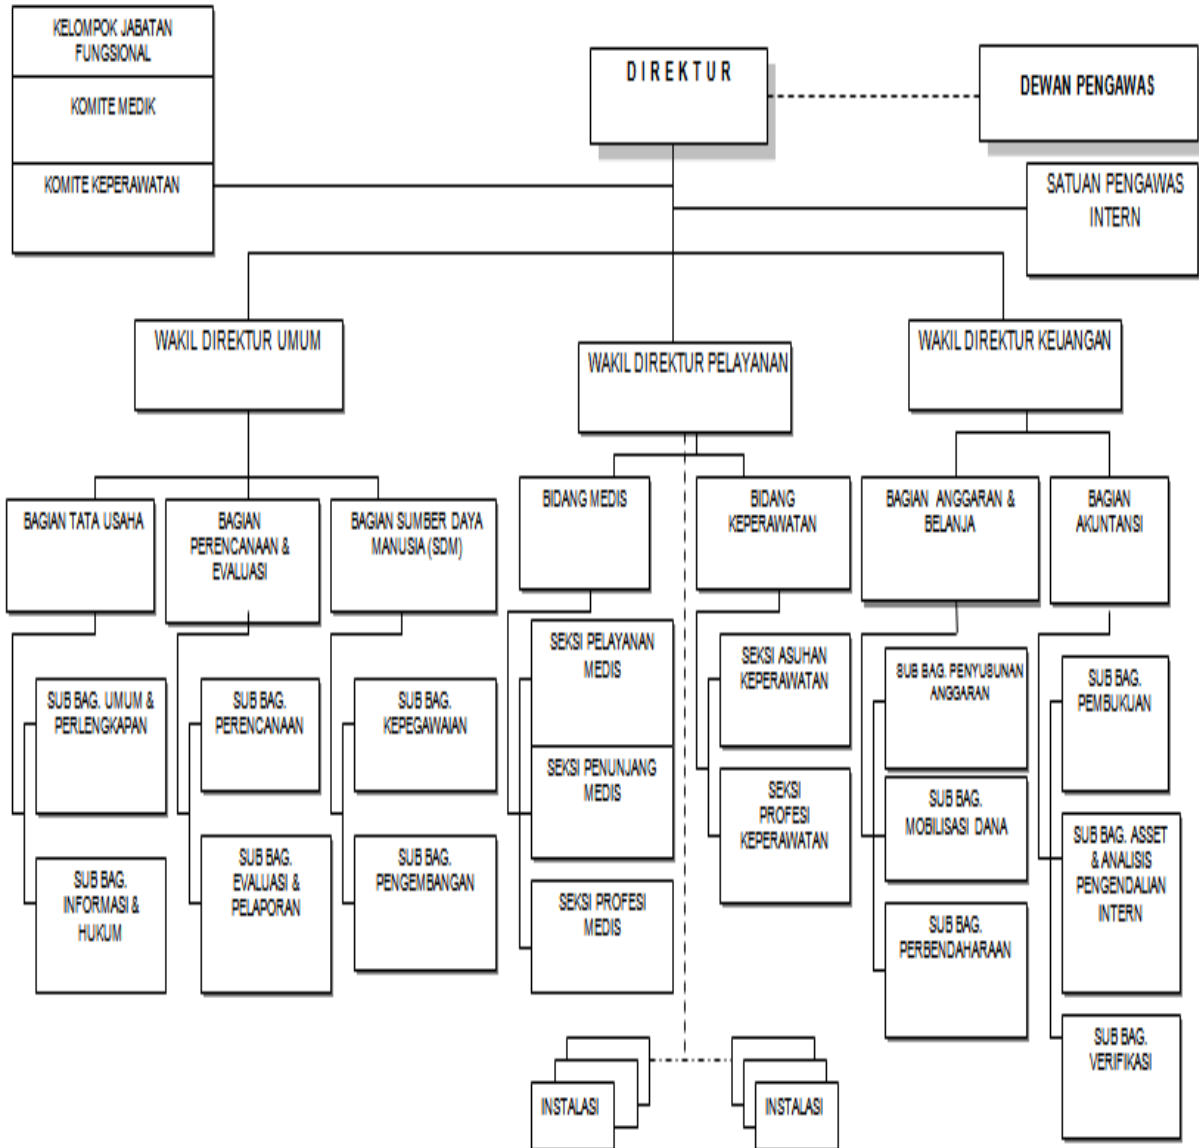 KELOMPOK JABATAN
FUNGSIONAL
KOMITE MEDIK
KOMITE KEPERAWATAN
DIREKTUR
DEWAN PENGAWAS
SATUAN PENGAWAS
INTERN
WAKIL DIREKTUR UMUM
WAKIL DIREKTUR PELAYANAN
WAKIL DIREKTUR KEUANGAN
BAGIAN TATA USAHA
BAGIAN
PERENCANAAN &
EVALUASI
BAGIAN SUMBER DAYA
MANUSIA (SDM)
BIDANG MEDIS
BIDANG
KEPERAWATAN
BAGIAN ANGGARAN &
BELANJA
BAGIAN
AKUNTANSI
SUB BAG. UMUM &
PERLENGKAPAN
SUB BAG.
INFORMASI &
HUKUM
SUB BAG.
PERENCANAAN
SUB BAG.
EVALUASI &
PELAPORAN
SUB BAG.
KEPEGAWAIAN
SUB BAG.
PENGEMBANGAN
SEKSI PELAYANAN
MEDIS
SEKSI PENUNJANG
MEDIS
SEKSI PROFESI
MEDIS
SEKSI ASUHAN
KEPERAWATAN
SEKSI
PROFESI
KEPERAWATAN
SUB BAG. PENYUSUNAN
ANGGARAN
SUB BAG.
MOBILISASI DANA
SUB BAG.
PERBENDAHARAAN
SUB BAG.
PEMBUKUAN
SUB BAG. ASSET
& ANALISIS
PENGENDALIAN
INTERN
SUB BAG.
VERIFIKASI
INSTALASI
INSTALASI